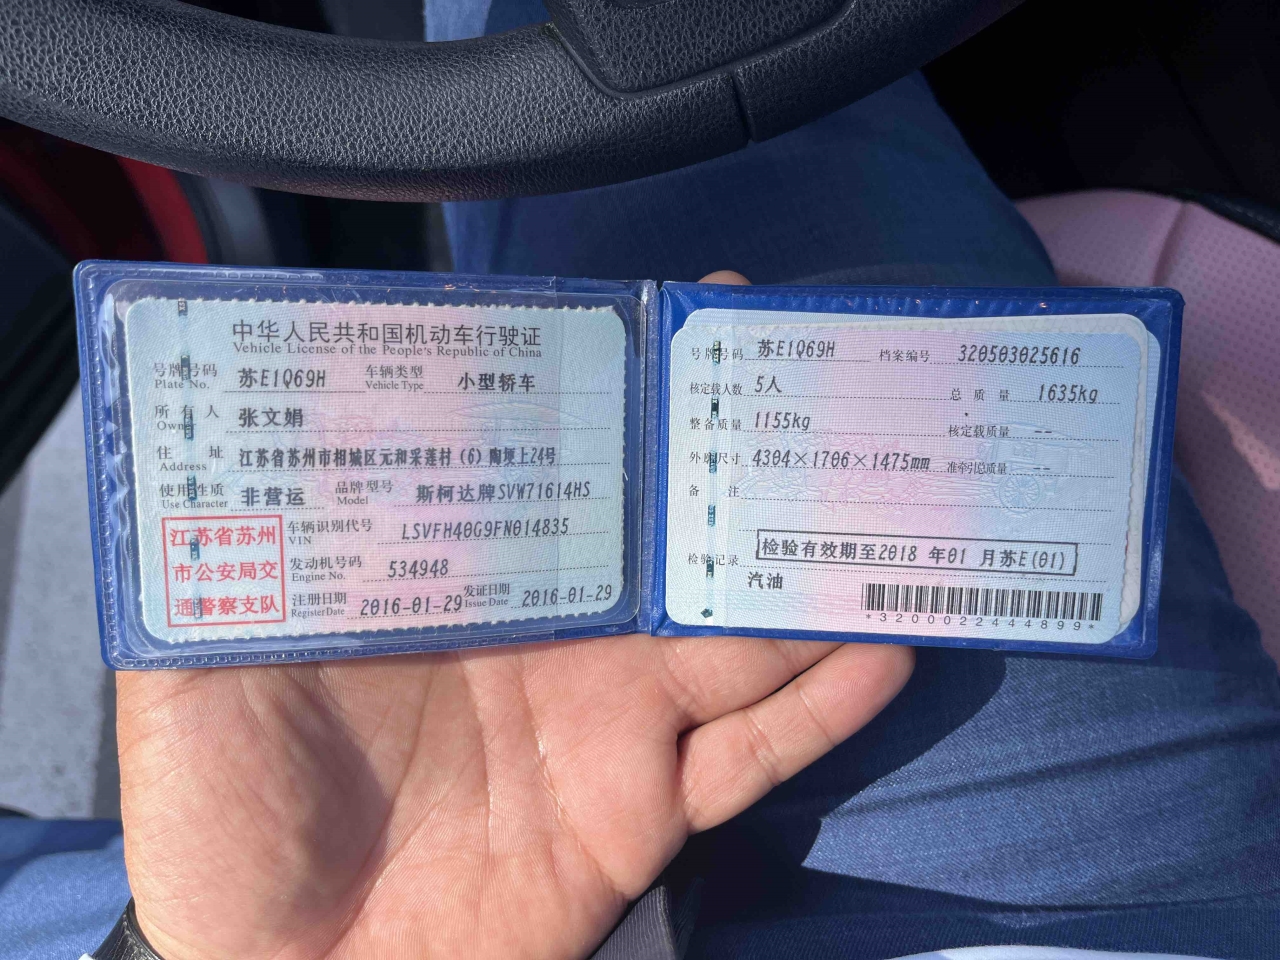 中华人民共和国机动车行驶证
Vehicle License of the People's Republic of China
号牌号码 苏E1Q69H 车辆类型 小型轿车
Plate No. Vehicle Type
所有人 张文娟
Owner
住址 江苏省苏州市相城区元和采莲村(6)陶坝上24号
Address
使用性质 非营运 品牌型号 斯柯达牌SVW71614HS
Use Character Model
江苏省苏州
市公安局交
通警察支队
车辆识别代号 LSVFH40G9FN014835
VIN
发动机号码 534948
Engine No.
注册日期 2016-01-29 发证日期 2016-01-29
Register Date Issue Date
号牌号码 苏E1Q69H 档案编号 320503025616
核定载人数 5人 总质量 1635kg
整备质量 1155kg 核定载质量 --
外廓尺寸 4304×1706×1475mm 准牵引总质量 --
备注
检验记录 检验有效期至2018 年01 月苏E(01)
汽油
*3200022444899*